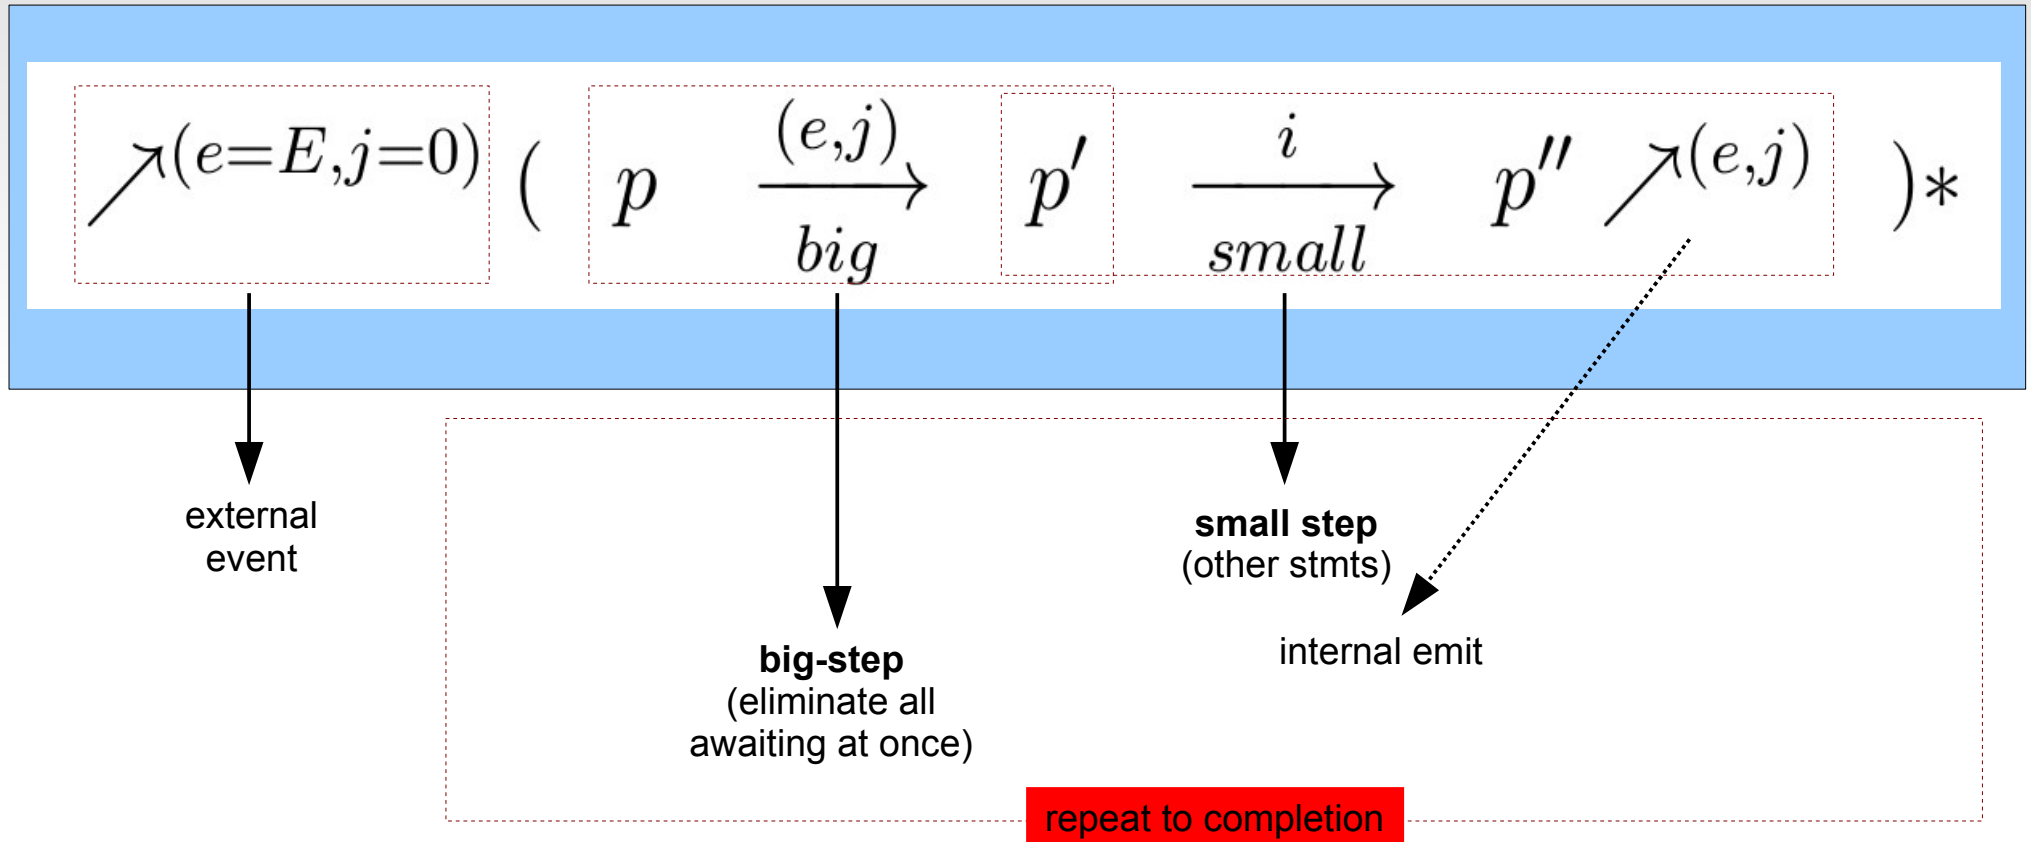 ↗(e=E,j=0) ( p (e,j) → big p′ i → small p″ ↗(e,j) )*
external
event
small step
(other stmts)
internal emit
big-step
(eliminate all
awaiting at once)
repeat to completion